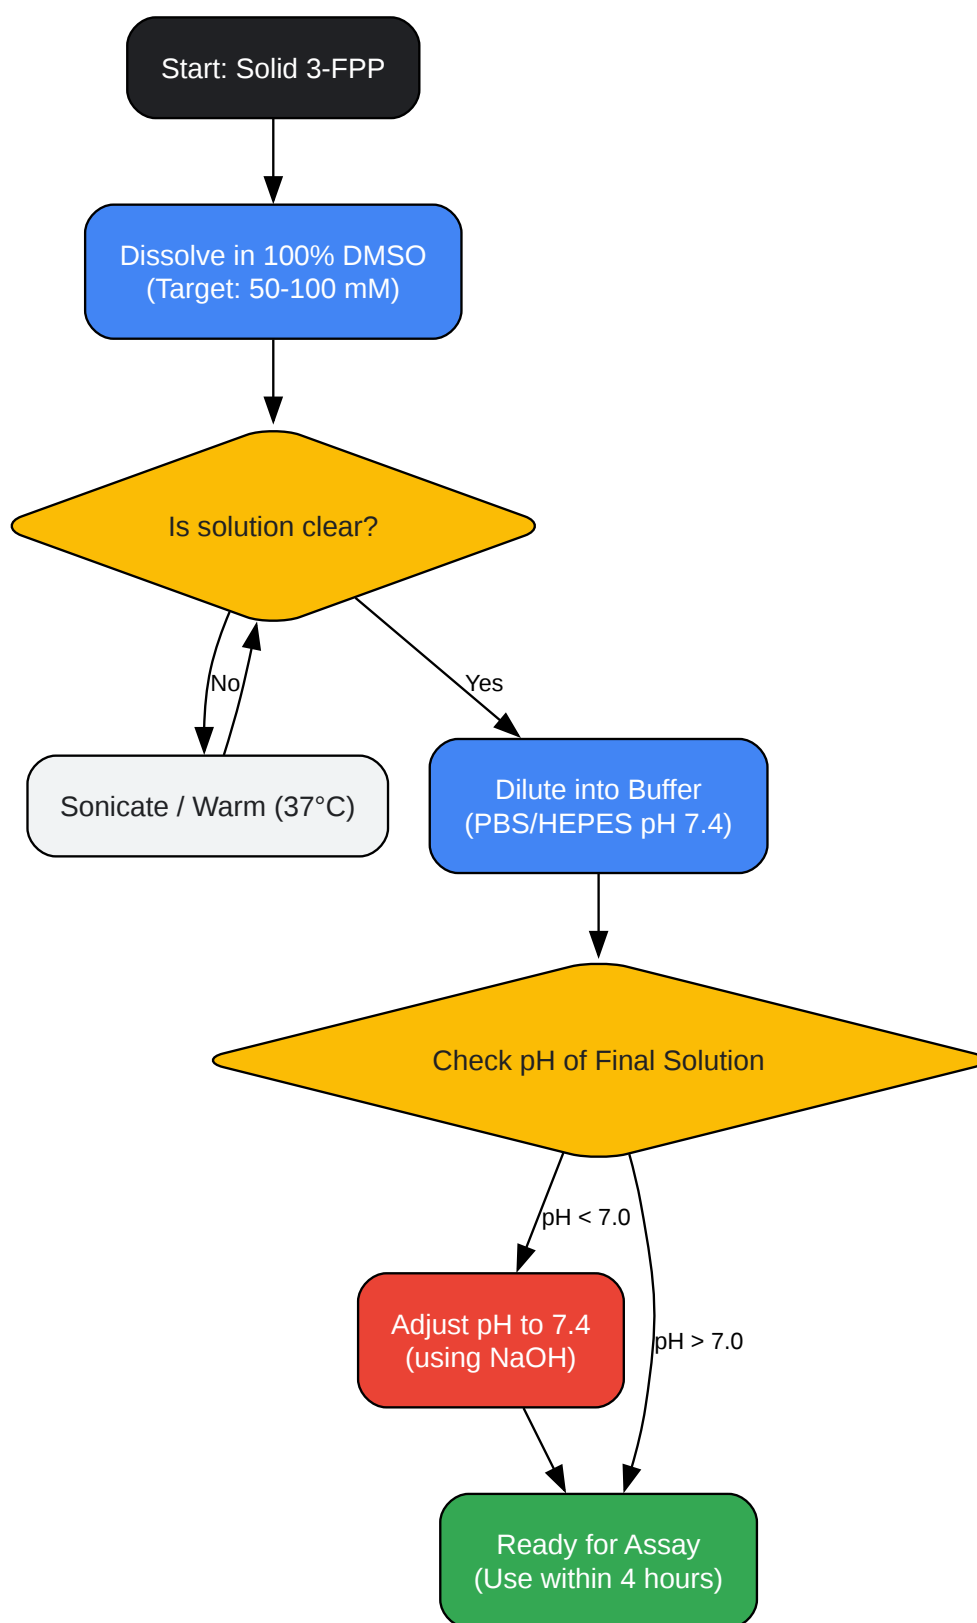 Start: Solid 3-FPP
Dissolve in 100% DMSO
(Target: 50-100 mM)
Is solution clear?
No
Yes
Sonicate / Warm (37°C)
Dilute into Buffer
(PBS/HEPES pH 7.4)
Check pH of Final Solution
pH < 7.0
Adjust pH to 7.4
(using NaOH)
pH > 7.0
Ready for Assay
(Use within 4 hours)